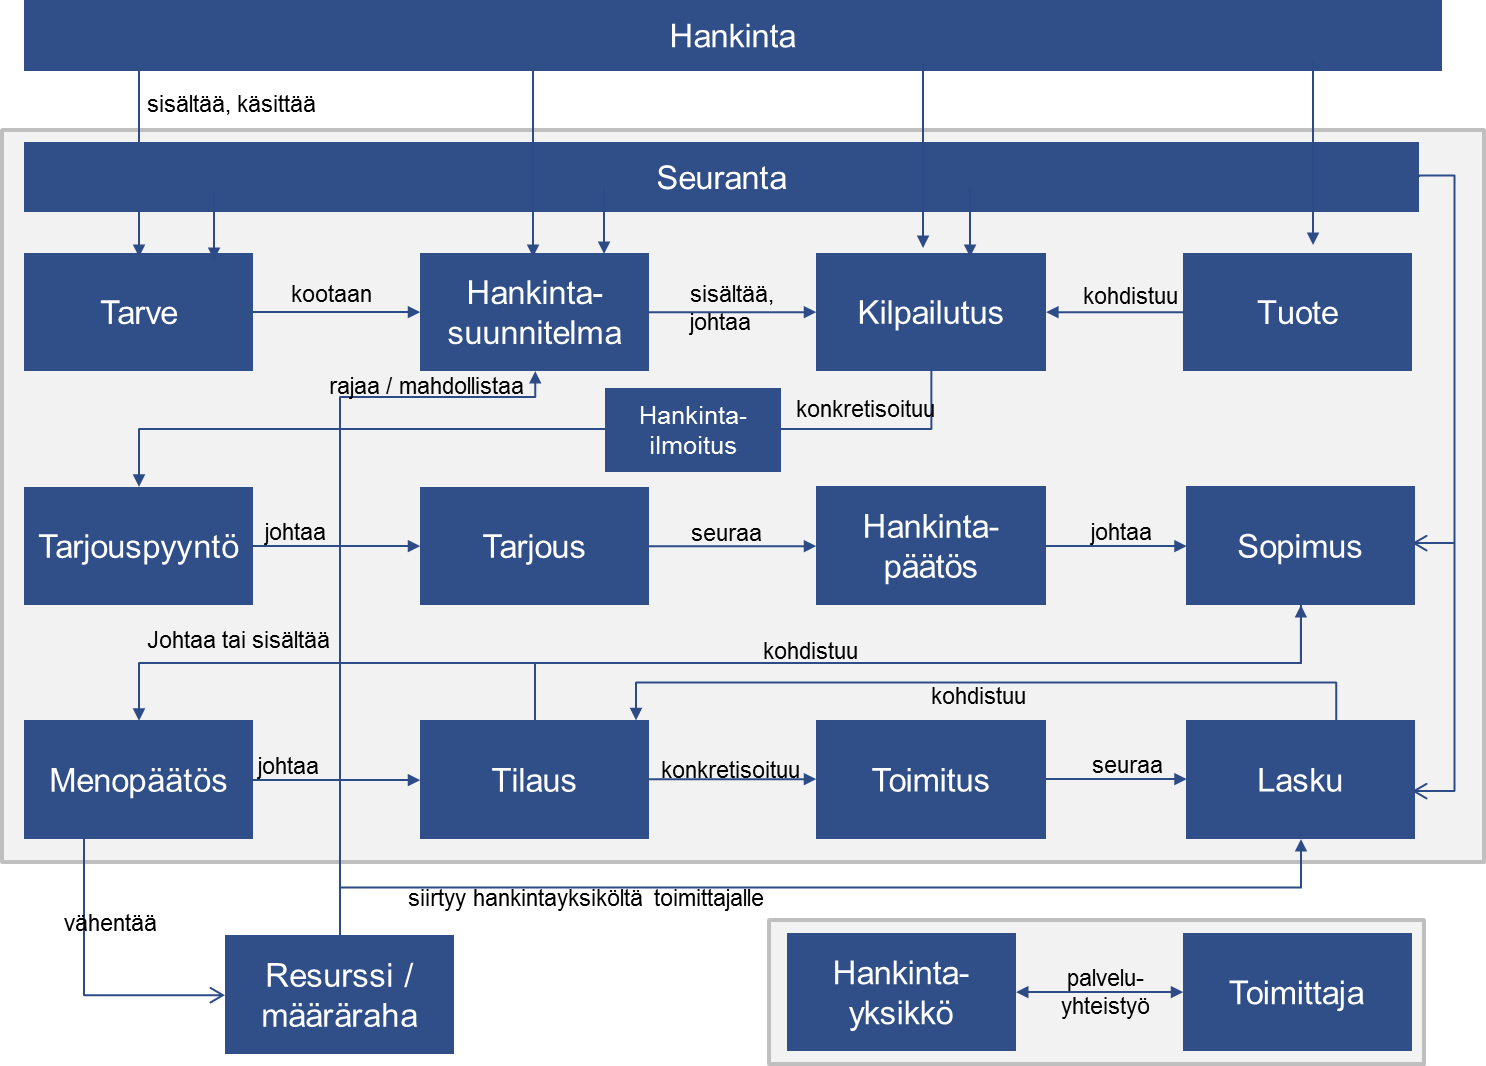 Hankinta
sisältää, käsittää
Seuranta
Tarve
kootaan
Hankinta-
suunnitelma
sisältää,
johtaa
Kilpailutus
kohdistuu
Tuote
rajaa / mahdollistaa
Hankinta-
ilmoitus
konkretisoituu
Tarjouspyyntö
johtaa
Tarjous
seuraa
Hankinta-
päätös
johtaa
Sopimus
Johtaa tai sisältää
kohdistuu
kohdistuu
Menopäätös
johtaa
Tilaus
konkretisoituu
Toimitus
seuraa
Lasku
siirtyy hankintayksiköltä toimittajalle
vähentää
Resurssi /
määräraha
Hankinta-
yksikkö
palvelu-
yhteistyö
Toimittaja